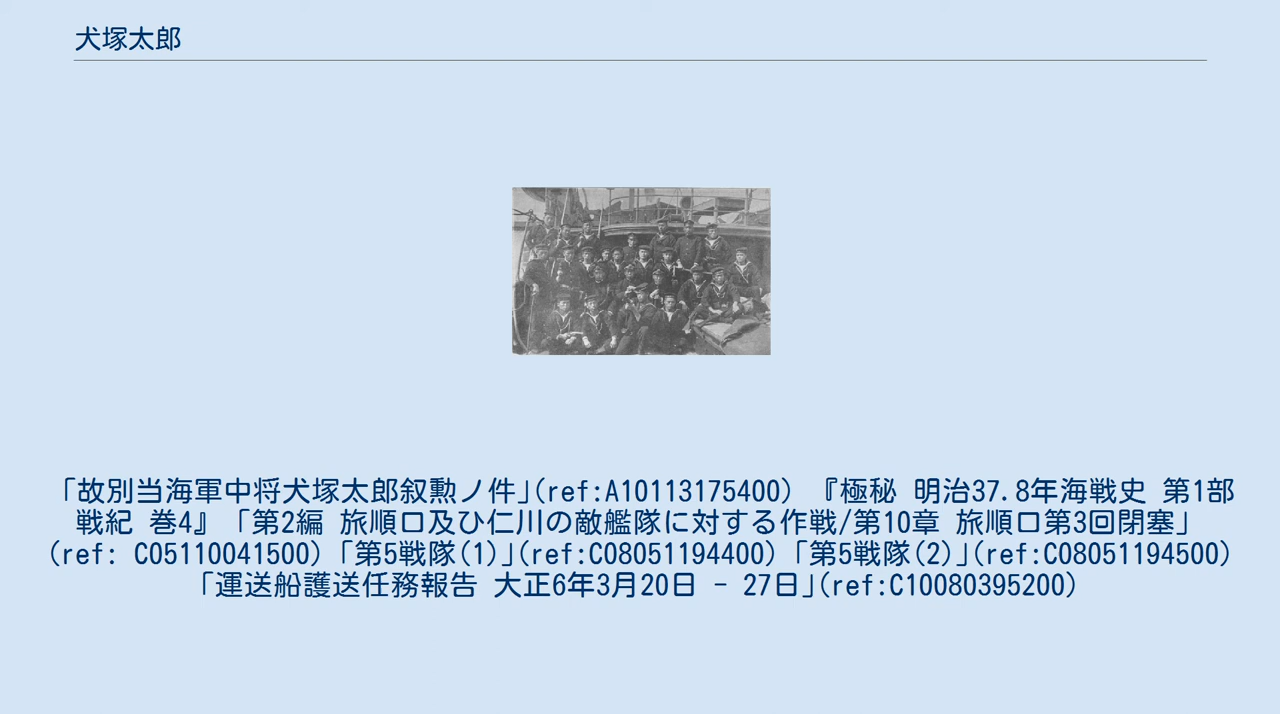 犬塚太郎
「故別当海軍中将犬塚太郎叙勲ノ件」(ref:A10113175400) 『極秘 明治37.8年海戦史 第1部
戦紀 巻4』「第2編 旅順口及ひ仁川の敵艦隊に対する作戦/第10章 旅順口第3回閉塞」
(ref: C05110041500)「第5戦隊(1)」(ref:C08051194400)「第5戦隊(2)」(ref:C08051194500)
「運送船護送任務報告 大正6年3月20日 - 27日」(ref:C10080395200)